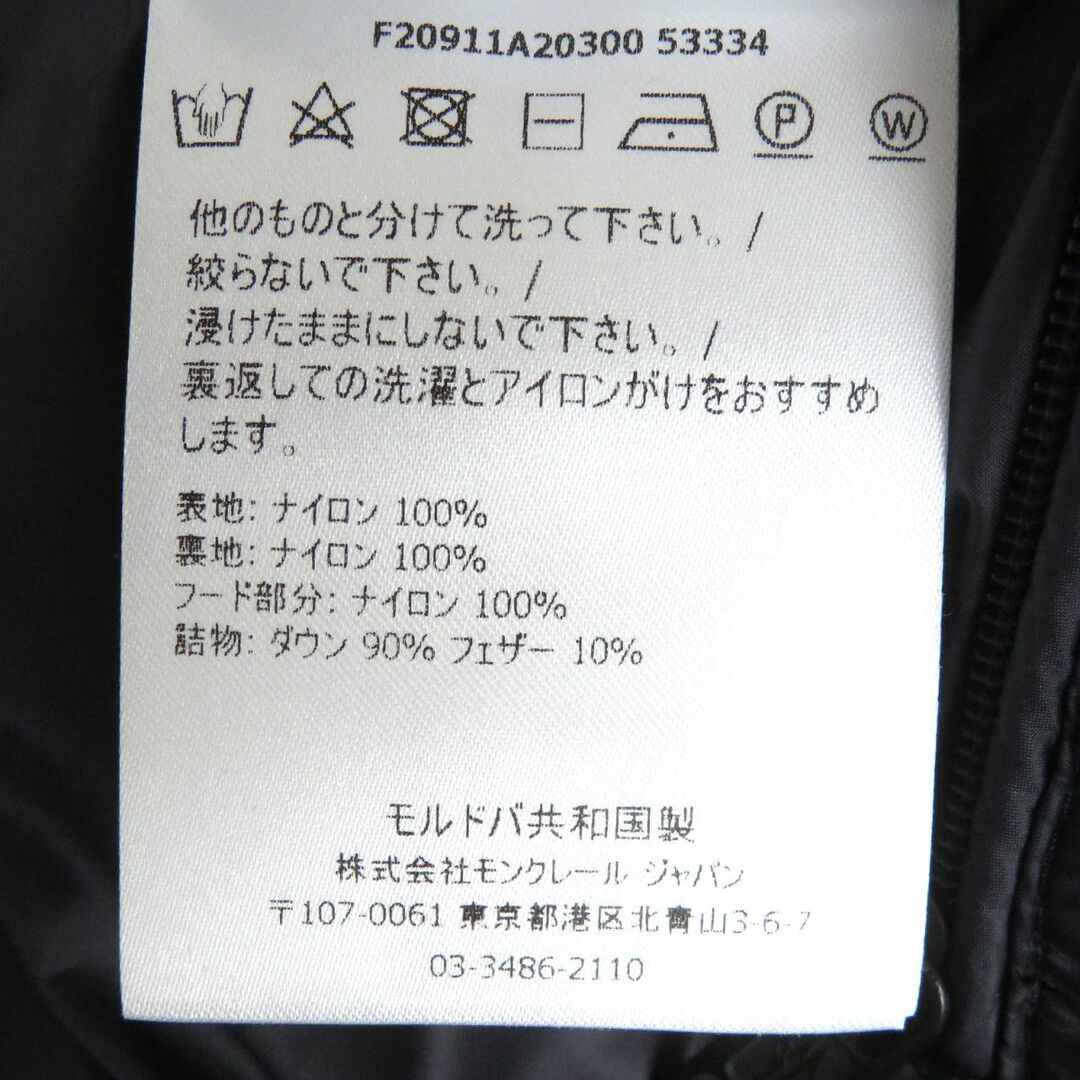 F20911A20300 53334
P W
他のものと分けて洗って下さい。/
絞らないで下さい。/
浸けたままにしないで下さい。/
裏返しての洗濯とアイロンがけをおすすめ
します。
表地: ナイロン 100%
裏地: ナイロン 100%
フード部分: ナイロン 100%
詰物: ダウン 90% フェザー 10%
モルドバ共和国製
株式会社モンクレール ジャパン
〒107-0061 東京都港区北青山3-6-7
03-3486-2110